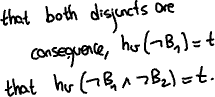 that both disjuncts are
consequence, hv(¬B₁)=t
that hv(¬B₁ ∧ ¬B₂)=t.